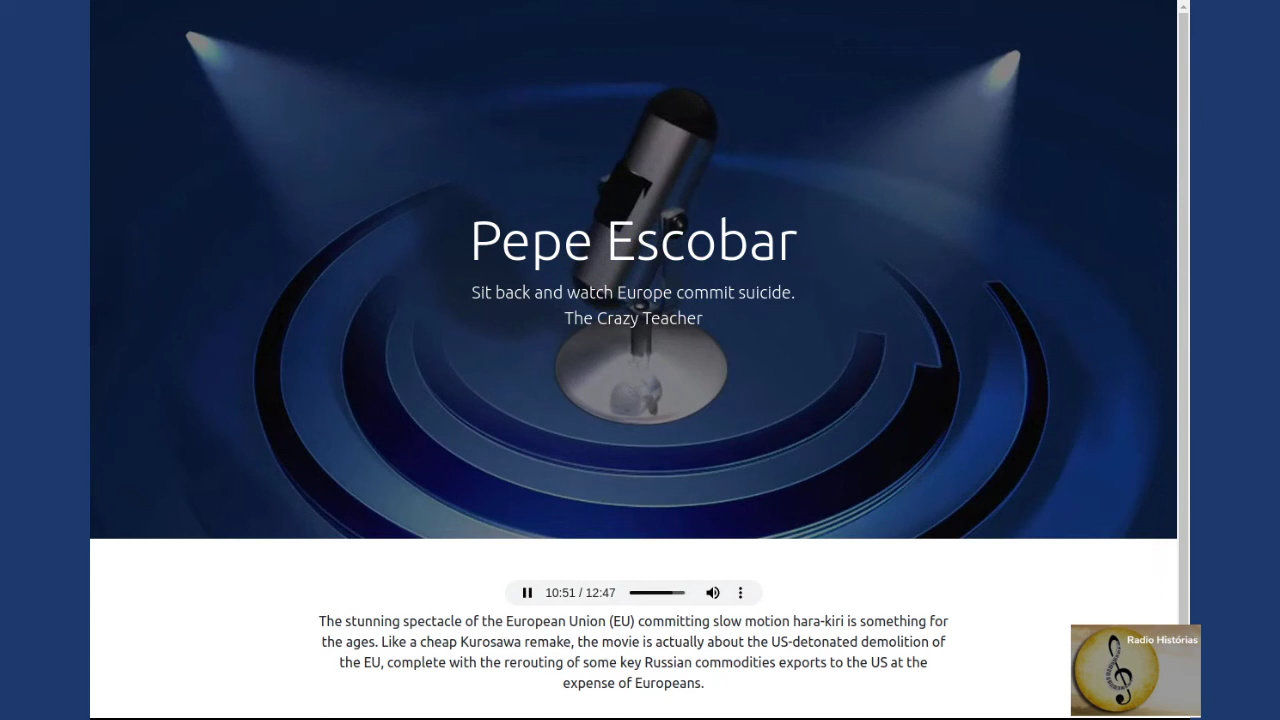 Pepe Escobar
Sit back and watch Europe commit suicide.
The Crazy Teacher
10:51 / 12:47
The stunning spectacle of the European Union (EU) committing slow motion hara-kiri is something for
the ages. Like a cheap Kurosawa remake, the movie is actually about the US-detonated demolition of
the EU, complete with the rerouting of some key Russian commodities exports to the US at the
expense of Europeans.
Radio Histórias